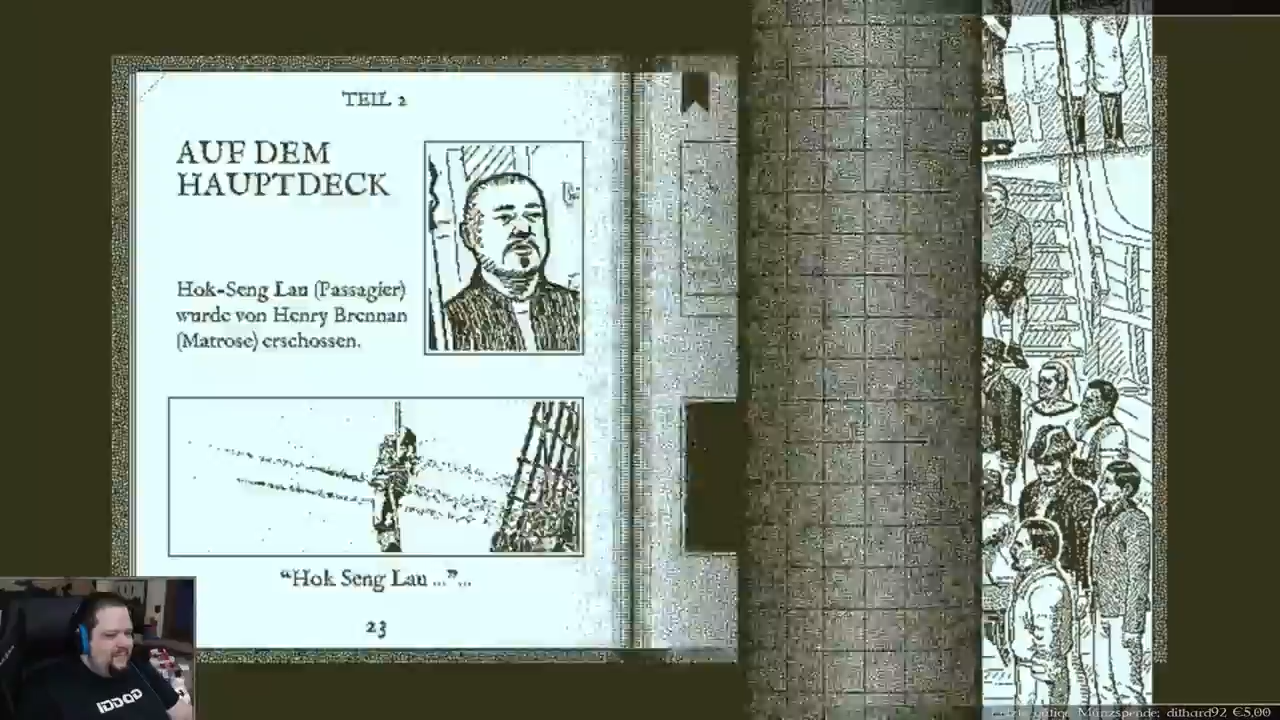 TEIL 2
AUF DEM
HAUPTDECK
Hok-Seng Lau (Passagier)
wurde von Henry Brennan
(Matrose) erschossen.
“Hok Seng Lau ...”...
23
IDDQD
Münzspende: dithard92 €5,00